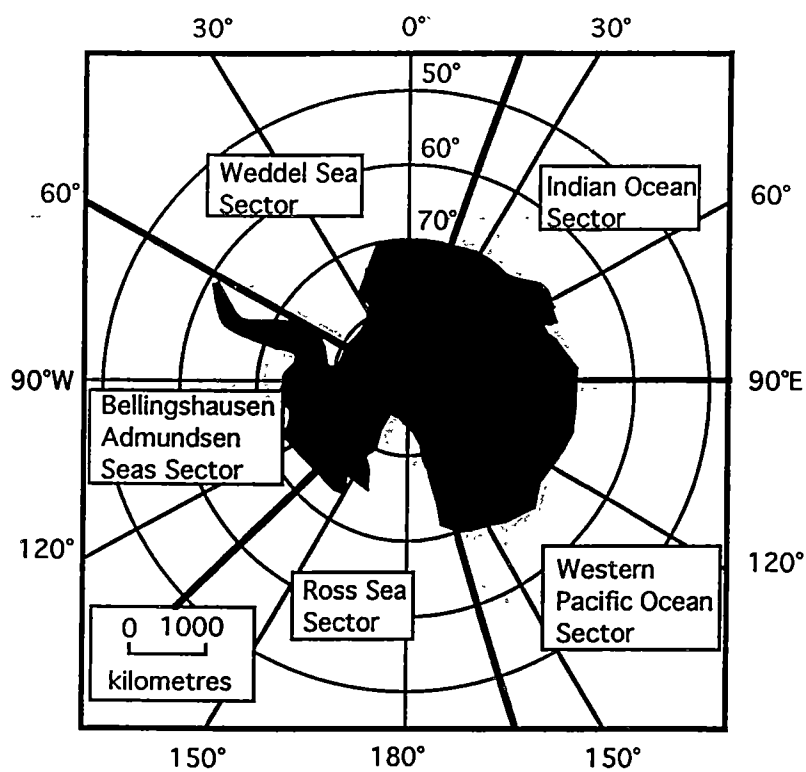 30° 0° 30°
50°
60°
Weddel Sea
Sector
Indian Ocean
Sector
60° 60°
70°
90°W 90°E
Bellingshausen
Admundsen
Seas Sector
120° 120°
Western
Pacific Ocean
Sector
Ross Sea
Sector
0 1000
kilometres
150° 180° 150°